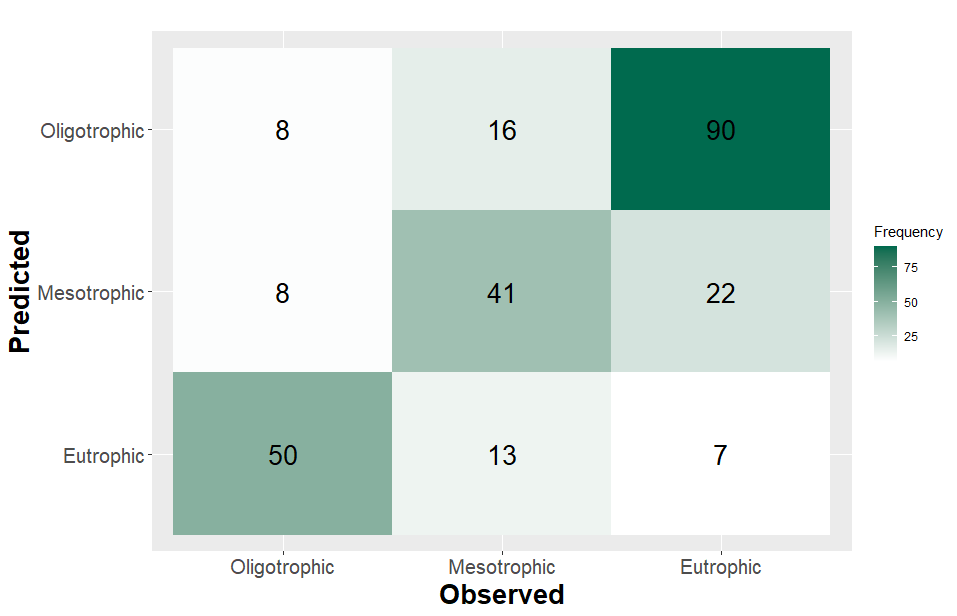 Oligotrophic 8 16 90
Mesotrophic 8 41 22
Eutrophic 50 13 7
Oligotrophic Mesotrophic Eutrophic
Observed
Predicted
Frequency
75
50
25